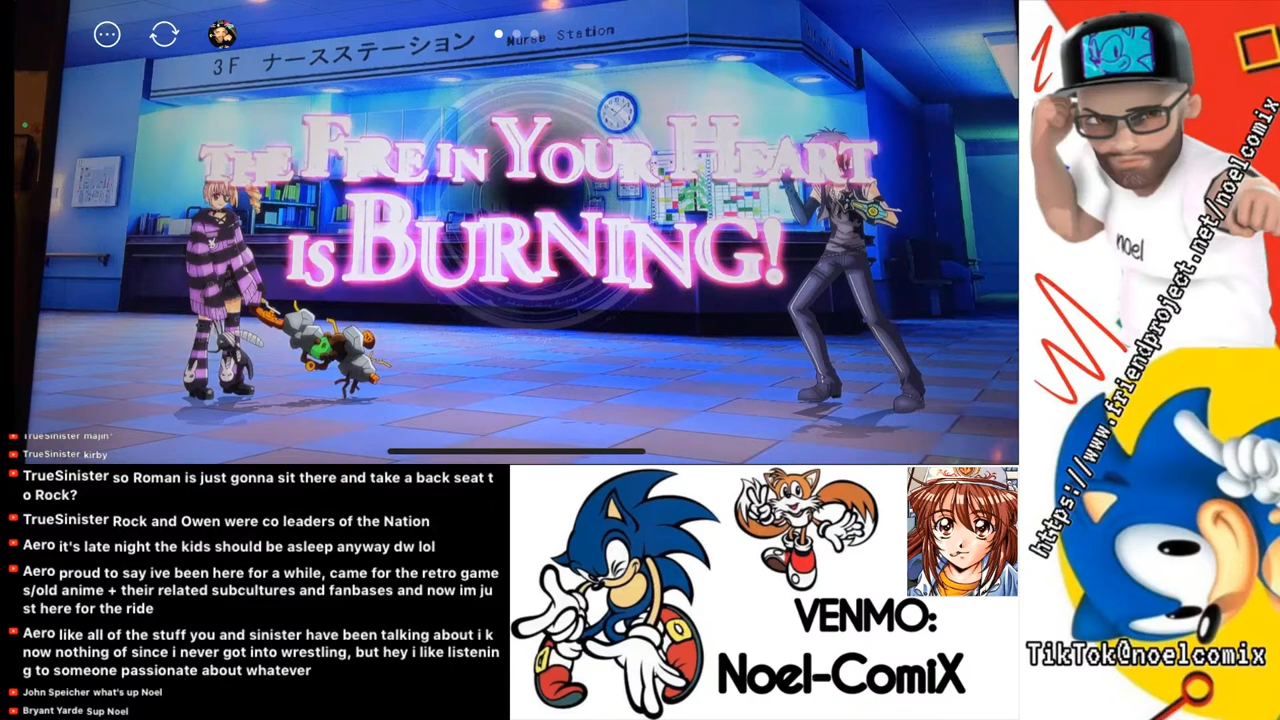 3F ナースステーション Nurse Station
THE FIRE IN YOUR HEART
IS BURNING!
noel
https://www.friendproject.net/noelcomix
TrueSinister majin
TrueSinister kirby
TrueSinister so Roman is just gonna sit there and take a back seat t
o Rock?
TrueSinister Rock and Owen were co leaders of the Nation
Aero it's late night the kids should be asleep anyway dw lol
Aero proud to say ive been here for a while, came for the retro game
s/old anime + their related subcultures and fanbases and now im ju
st here for the ride
Aero like all of the stuff you and sinister have been talking about i k
now nothing of since i never got into wrestling, but hey i like listenin
g to someone passionate about whatever
John Speicher what's up Noel
Bryant Yarde Sup Noel
VENMO:
Noel-ComiX
TikTok@noelcomix